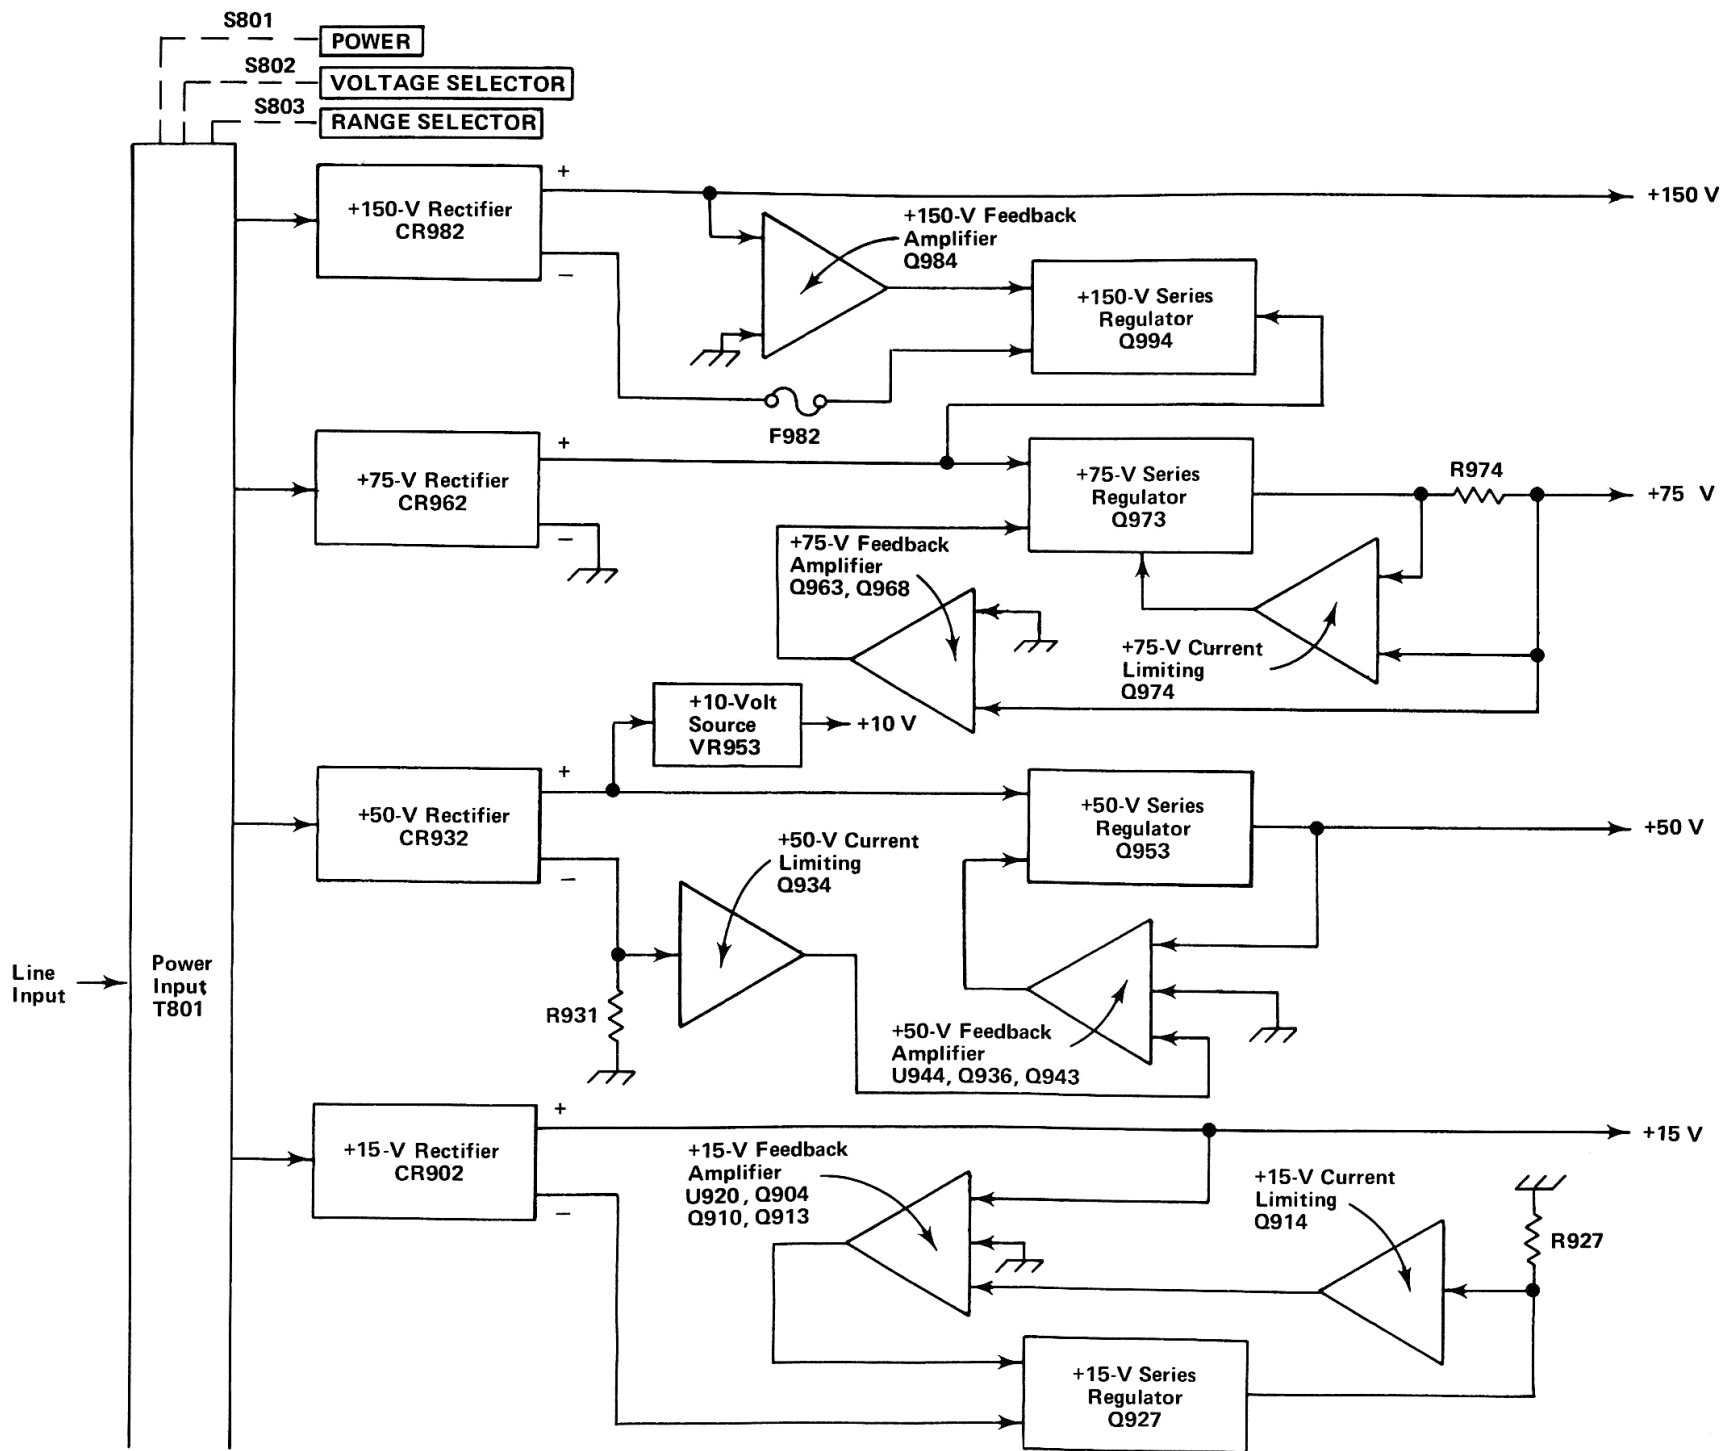 S801
POWER
S802
VOLTAGE SELECTOR
S803
RANGE SELECTOR
+150-V Rectifier
CR982
+
−
+150-V Feedback
Amplifier
Q984
+150-V Series
Regulator
Q994
+150 V
F982
+75-V Rectifier
CR962
+
−
+75-V Series
Regulator
Q973
R974
+75 V
+75-V Feedback
Amplifier
Q963, Q968
+75-V Current
Limiting
Q974
+10-Volt
Source
VR953
+10 V
+50-V Rectifier
CR932
+
−
+50-V Series
Regulator
Q953
+50 V
+50-V Current
Limiting
Q934
R931
+50-V Feedback
Amplifier
U944, Q936, Q943
Line
Input
Power
Input
T801
+15-V Rectifier
CR902
+
−
+15 V
+15-V Feedback
Amplifier
U920, Q904
Q910, Q913
+15-V Current
Limiting
Q914
R927
+15-V Series
Regulator
Q927